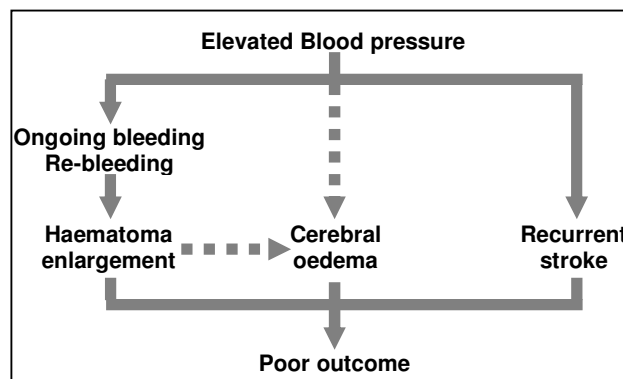 Elevated Blood pressure
Ongoing bleeding
Re-bleeding
Haematoma
enlargement
Cerebral
oedema
Recurrent
stroke
Poor outcome